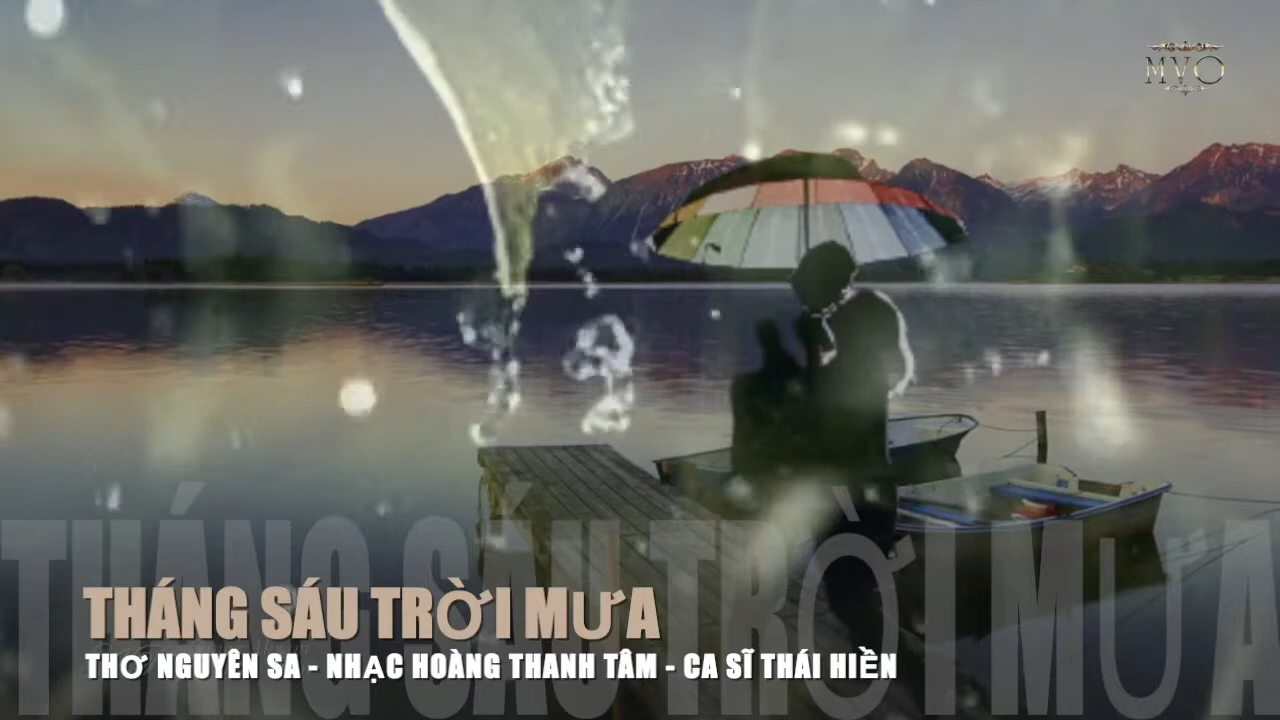 MVO
THÁNG SÁU TRỜI MƯA
THÁNG SÁU TRỜI MƯA
THƠ NGUYÊN SA - NHẠC HOÀNG THANH TÂM - CA SĨ THÁI HIỀN